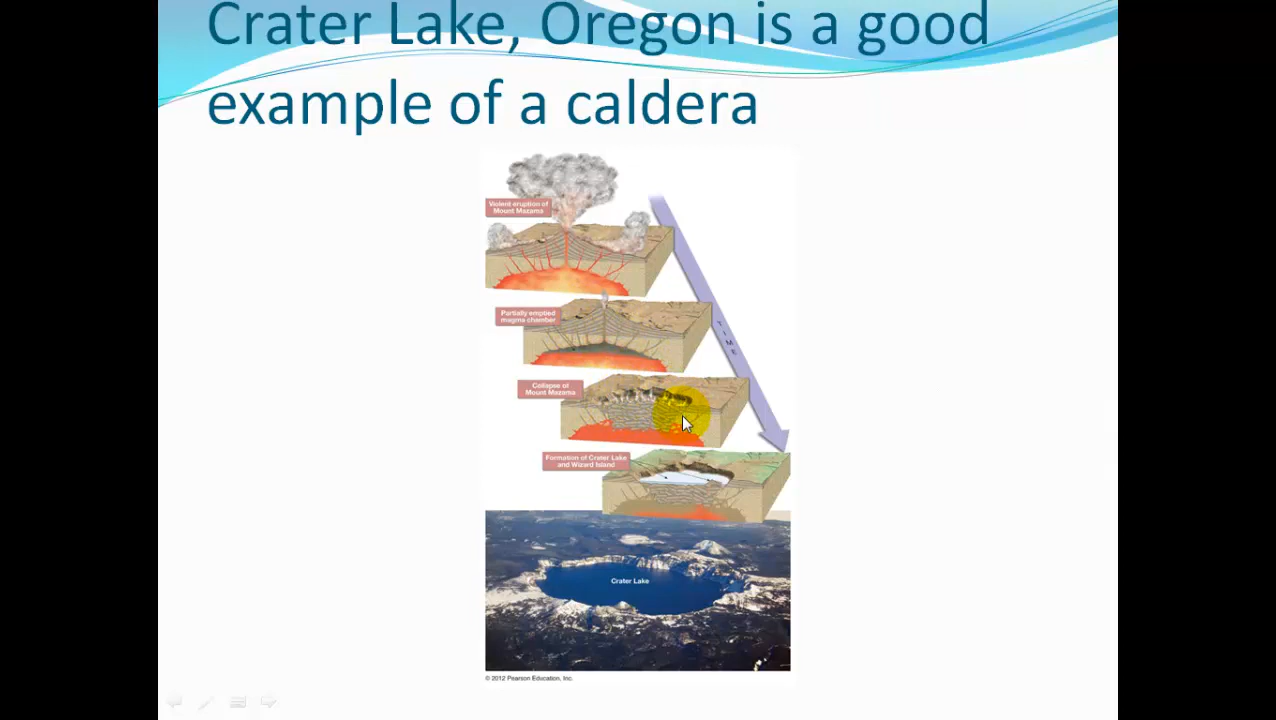 Crater Lake, Oregon is a good
example of a caldera
Violent eruption of
Mount Mazama
Partially emptied
magma chamber
TIME
Collapse of
Mount Mazama
Formation of Crater Lake
and Wizard Island
Crater Lake
© 2012 Pearson Education, Inc.